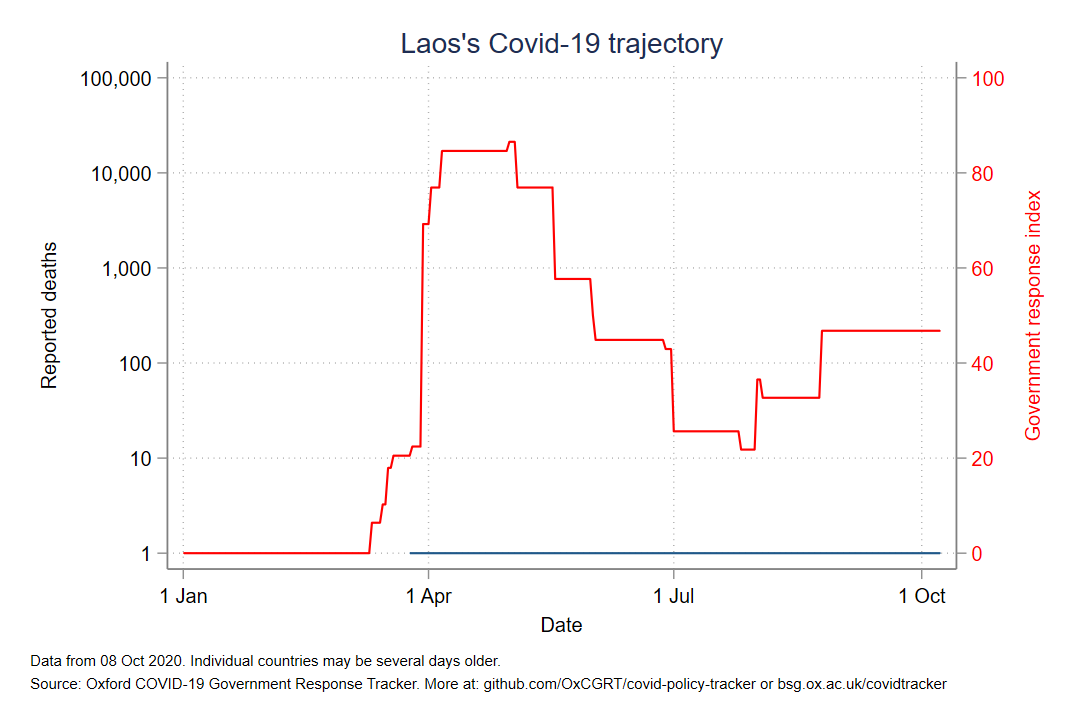 Laos's Covid-19 trajectory
100,000
10,000
1,000
100
10
1
Reported deaths
100
80
60
40
20
0
Government response index
1 Jan
1 Apr
1 Jul
1 Oct
Date
Data from 08 Oct 2020. Individual countries may be several days older.
Source: Oxford COVID-19 Government Response Tracker. More at: github.com/OxCGRT/covid-policy-tracker or bsg.ox.ac.uk/covidtracker